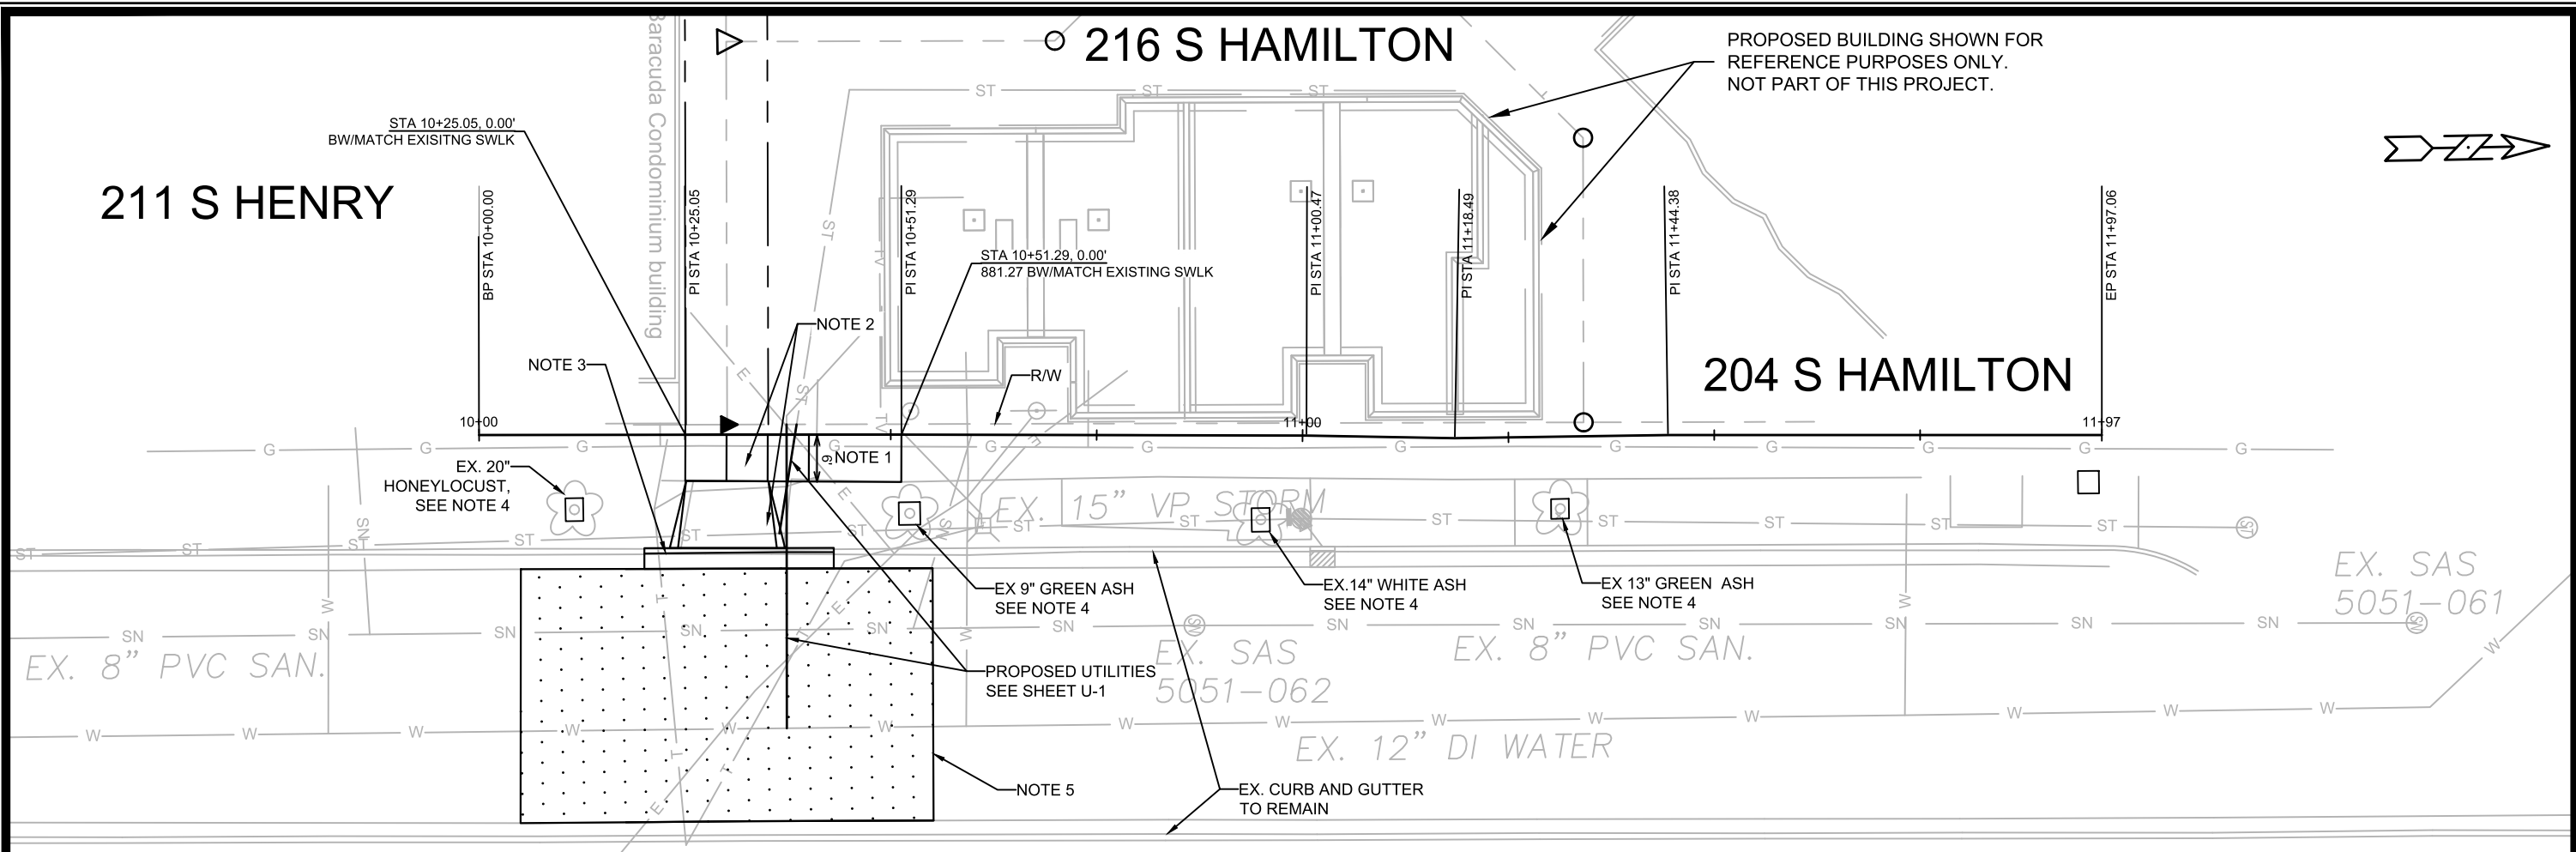 216 S HAMILTON
PROPOSED BUILDING SHOWN FOR
REFERENCE PURPOSES ONLY.
NOT PART OF THIS PROJECT.
Baracuda Condominium building
STA 10+25.05, 0.00'
BW/MATCH EXISITNG SWLK
211 S HENRY
BP STA 10+00.00
PI STA 10+25.05
PI STA 10+51.29
STA 10+51.29, 0.00'
881.27 BW/MATCH EXISTING SWLK
PI STA 11+00.47
PI STA 11+18.49
PI STA 11+44.38
EP STA 11+97.06
N
NOTE 2
NOTE 3
R/W
204 S HAMILTON
10+00
11+00
11+97
6'
NOTE 1
EX. 20"
HONEYLOCUST,
SEE NOTE 4
EX. 15" VP STORM
EX 9" GREEN ASH
SEE NOTE 4
EX.14" WHITE ASH
SEE NOTE 4
EX 13" GREEN ASH
SEE NOTE 4
EX. SAS
5051-061
EX. 8" PVC SAN.
PROPOSED UTILITIES
SEE SHEET U-1
EX. SAS
5051-062
EX. 8" PVC SAN.
EX. 12" DI WATER
NOTE 5
EX. CURB AND GUTTER
TO REMAIN